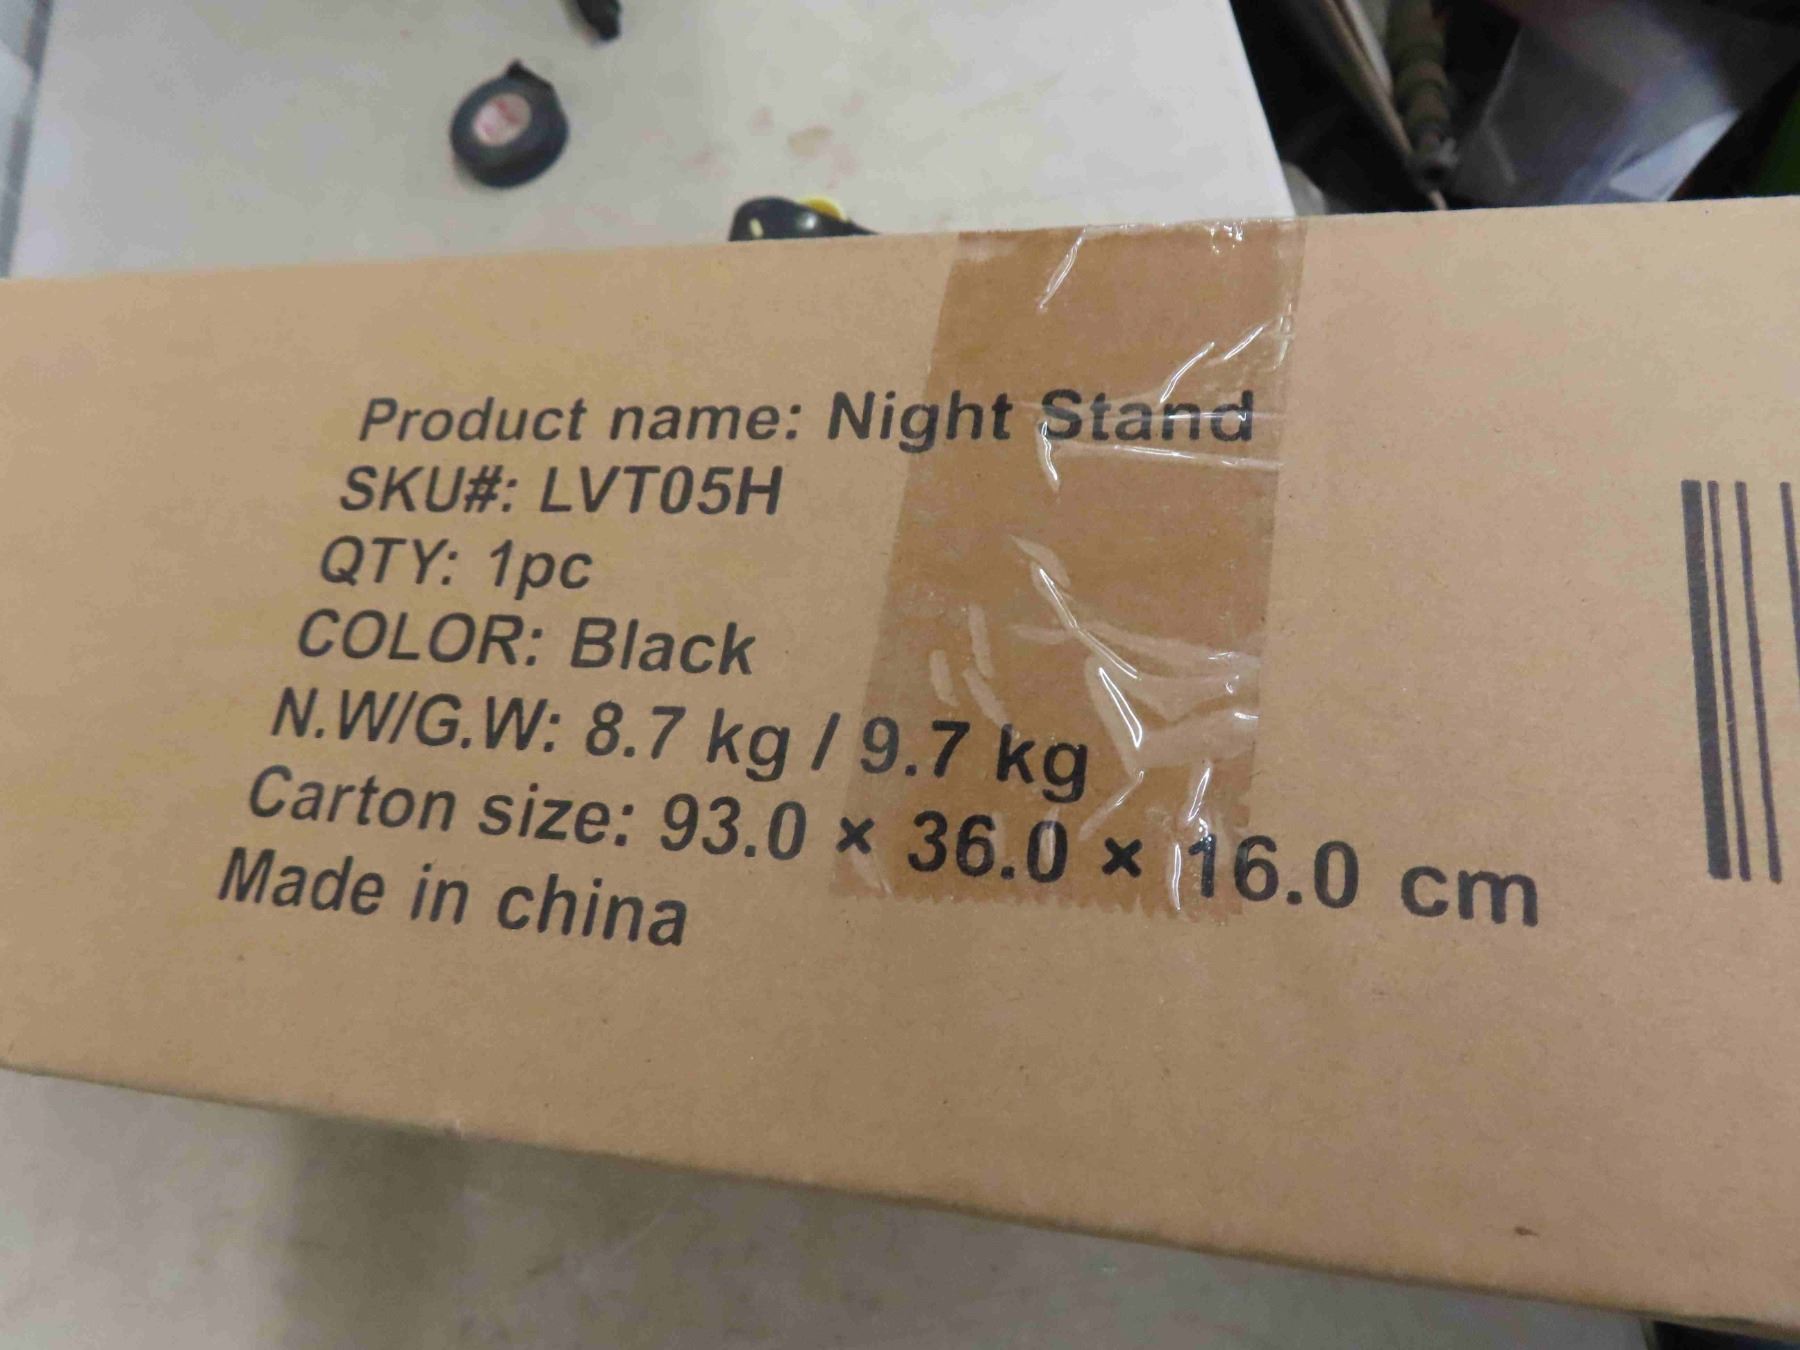 Product name: Night Stand
SKU#: LVT05H
QTY: 1pc
COLOR: Black
N.W/G.W: 8.7 kg / 9.7 kg
Carton size: 93.0 × 36.0 × 16.0 cm
Made in china